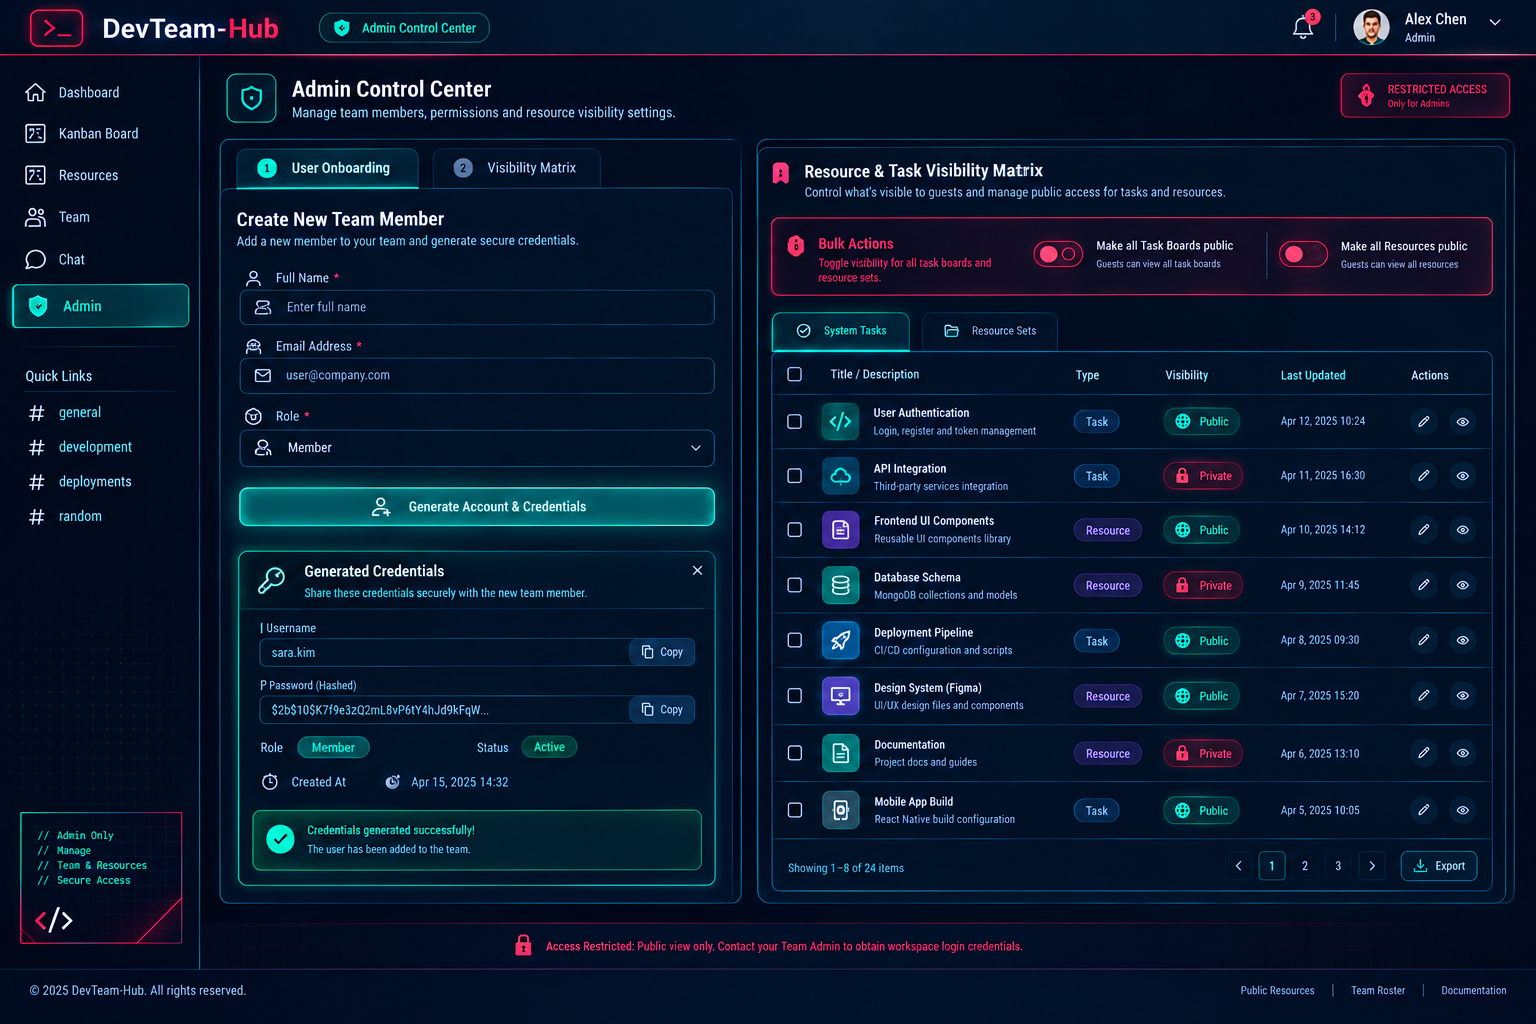 >_ DevTeam-Hub
Admin Control Center
3
Alex Chen
Admin
Dashboard
Kanban Board
Resources
Team
Chat
Admin
Quick Links
# general
# development
# deployments
# random
// Admin Only
// Manage
// Team & Resources
// Secure Access
</>
Admin Control Center
Manage team members, permissions and resource visibility settings.
RESTRICTED ACCESS
Only for Admins
1 User Onboarding
2 Visibility Matrix
Create New Team Member
Add a new member to your team and generate secure credentials.
Full Name *
Enter full name
Email Address *
user@company.com
Role *
Member
Generate Account & Credentials
Generated Credentials
Share these credentials securely with the new team member.
Username
sara.kim
Copy
P Password (Hashed)
$2b$10$K7f9e3zQ2mL8vP6tY4hJd9kFqW...
Copy
Role Member Status Active
Created At Apr 15, 2025 14:32
Credentials generated successfully!
The user has been added to the team.
Resource & Task Visibility Matrix
Control what's visible to guests and manage public access for tasks and resources.
Bulk Actions
Toggle visibility for all task boards and
resource sets.
Make all Task Boards public
Guests can view all task boards
Make all Resources public
Guests can view all resources
System Tasks
Resource Sets
Title / Description Type Visibility Last Updated Actions
User Authentication
Login, register and token management
Task Public Apr 12, 2025 10:24
API Integration
Third-party services integration
Task Private Apr 11, 2025 16:30
Frontend UI Components
Reusable UI components library
Resource Public Apr 10, 2025 14:12
Database Schema
MongoDB collections and models
Resource Private Apr 9, 2025 11:45
Deployment Pipeline
CI/CD configuration and scripts
Task Public Apr 8, 2025 09:30
Design System (Figma)
UI/UX design files and components
Resource Public Apr 7, 2025 15:20
Documentation
Project docs and guides
Resource Private Apr 6, 2025 13:10
Mobile App Build
React Native build configuration
Task Public Apr 5, 2025 10:05
Showing 1–8 of 24 items
1 2 3
Export
Access Restricted: Public view only. Contact your Team Admin to obtain workspace login credentials.
© 2025 DevTeam-Hub. All rights reserved.
Public Resources | Team Roster | Documentation